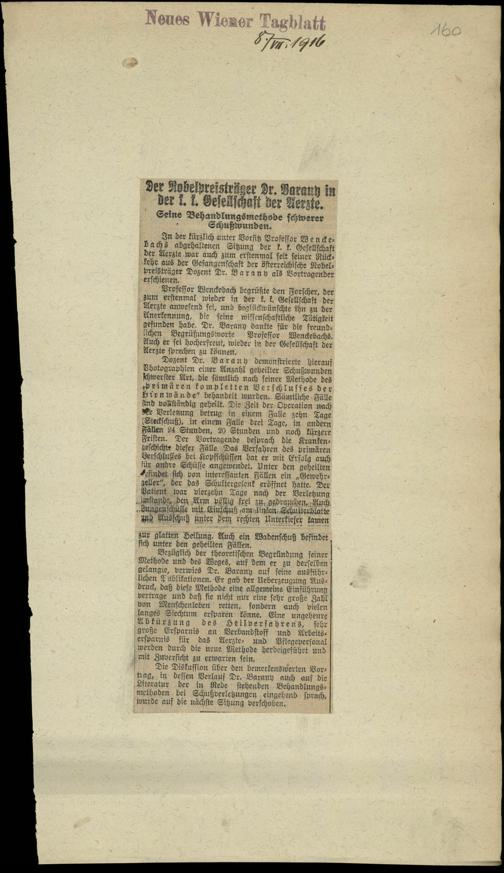 Neues Wiener Tagblatt
8/VII. 1916
160
Der Nobelpreisträger Dr. Barany in
der k. k. Gesellschaft der Aerzte.
Seine Behandlungsmethode schwerer
Schußwunden.
In der kürzlich unter Vorsitz Professor Wencke-
bachs abgehaltenen Sitzung der k. k. Gesellschaft
der Aerzte war auch zum erstenmal seit seiner Rück-
kehr aus der Gefangenschaft der österreichische Nobel-
preisträger Dozent Dr. Barany als Vortragender
erschienen.
Professor Wenckebach begrüßte den Forscher, der
zum erstenmal wieder in der k. k. Gesellschaft der
Aerzte anwesend sei, und beglückwünschte ihn zu der
Anerkennung, die seine wissenschaftliche Tätigkeit
gefunden habe. Dr. Barany dankte für die freund-
lichen Begrüßungsworte Professor Wenckebachs.
Auch er sei hocherfreut, wieder in der Gesellschaft der
Aerzte sprechen zu können.
Dozent Dr. Barany demonstrierte hierauf
Photographien einer Anzahl geheilter Schußwunden
schwerster Art, die sämtlich nach seiner Methode des
„primären kompletten Verschlusses der
Hirnwände" behandelt wurden. Sämtliche Fälle
sind vollständig geheilt. Die Zeit der Operation nach
der Verletzung betrug in einem Falle zehn Tage
(Steckschuß), in einem Falle drei Tage, in andern
Fällen 24 Stunden, 20 Stunden und noch kürzere
Fristen. Der Vortragende besprach die Kranken-
geschichte dieser Fälle. Das Verfahren des primären
Verschlusses bei Kopfschüssen hat er mit Erfolg auch
für andre Schüsse angewendet. Unter den geheilten
befindet sich von interessanten Fällen ein „Gewehr-
zeller", der das Schultergelenk eröffnet hatte. Der
Patient war vierzehn Tage nach der Verletzung
imstande, den Arm völlig frei zu gebrauchen. Auch
Lungenschüsse mit Einschuß am linken Schulterblatte
und Ausschuß unter dem rechten Unterkiefer kamen
zur glatten Heilung. Auch ein Wadenschuß befindet
sich unter den geheilten Fällen.
Bezüglich der theoretischen Begründung seiner
Methode und des Weges, auf dem er zu derselben
gelangte, verwies Dr. Barany auf seine ausführ-
lichen Publikationen. Er gab der Ueberzeugung Aus-
druck, daß diese Methode eine allgemeine Einführung
vertrage und daß sie nicht nur eine sehr große Zahl
von Menschenleben retten, sondern auch vielen
langes Siechtum ersparen könne. Eine ungeheure
Abkürzung des Heilverfahrens, sehr
große Ersparnis an Verbandstoff und Arbeits-
ersparnis für das Aerzte- und Pflegepersonal
werden durch die neue Methode herbeigeführt und
mit Zuversicht zu erwarten sein.
Die Diskussion über den bemerkenswerten Vor-
trag, in dessen Verlauf Dr. Barany auch auf die
Literatur der in Rede stehenden Behandlungs-
methoden bei Schußverletzungen eingehend sprach,
wurde auf die nächste Sitzung verschoben.